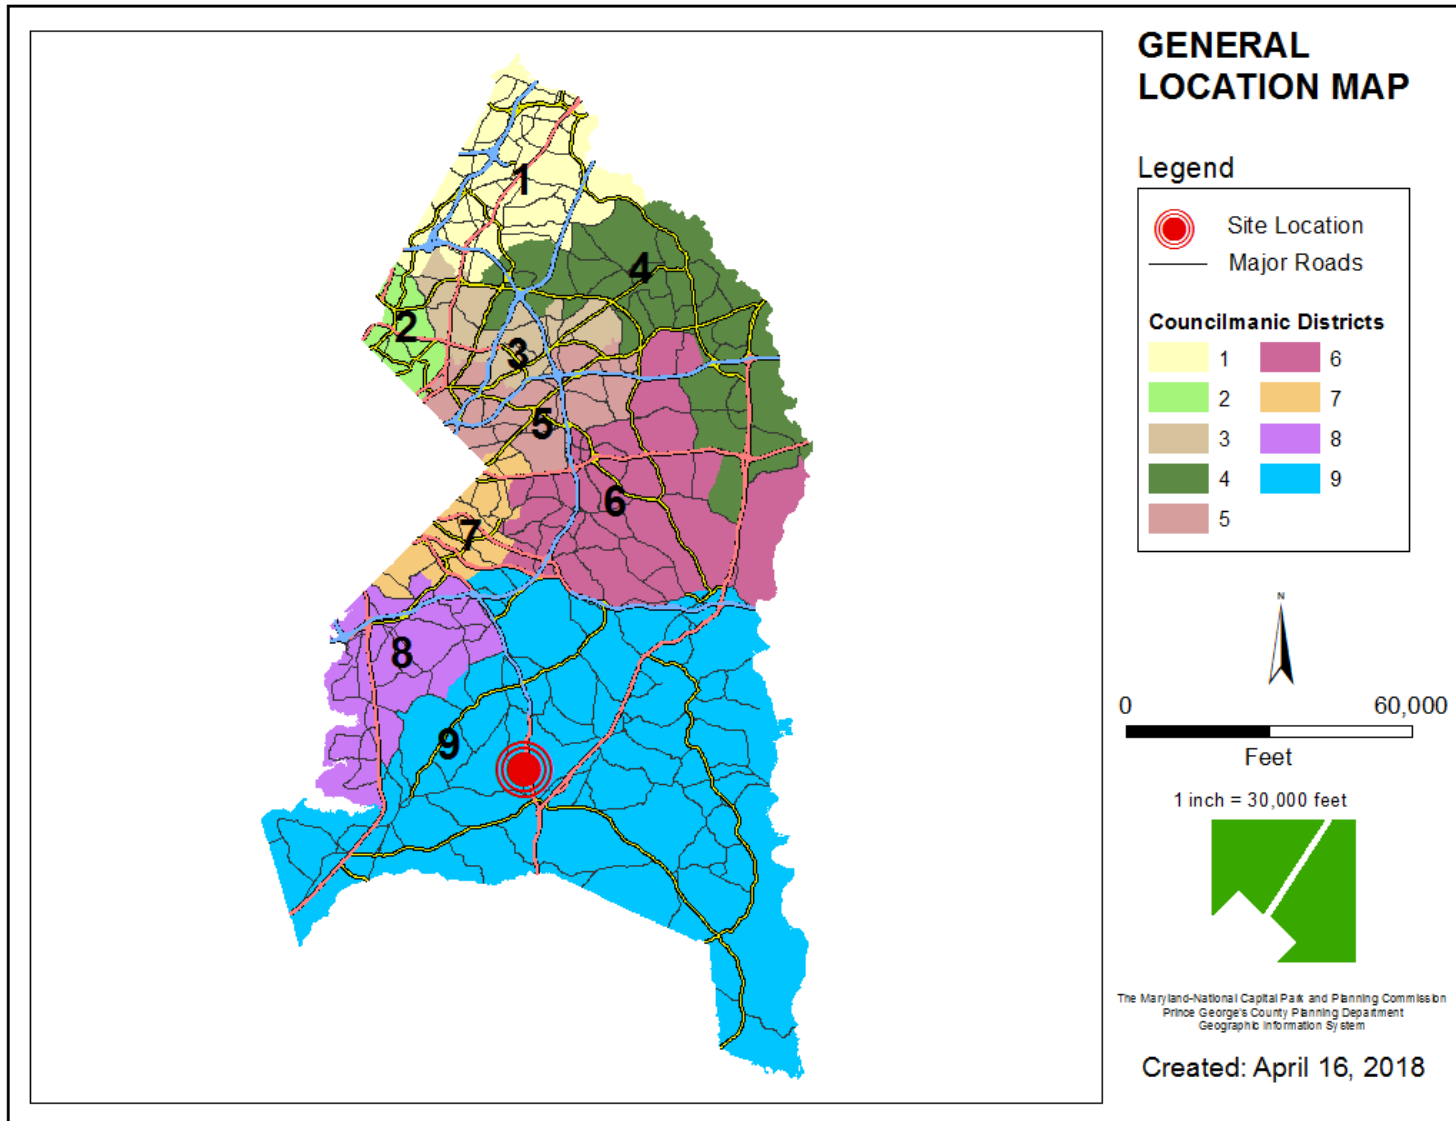 GENERAL
LOCATION MAP
Legend
Site Location
Major Roads
Councilmanic Districts
1 6
2 7
3 8
4 9
5
1
4
2
3
5
6
7
8
9
N
0 60,000
Feet
1 inch = 30,000 feet
The Maryland-National Capital Park and Planning Commission
Prince George's County Planning Department
Geographic Information System
Created: April 16, 2018